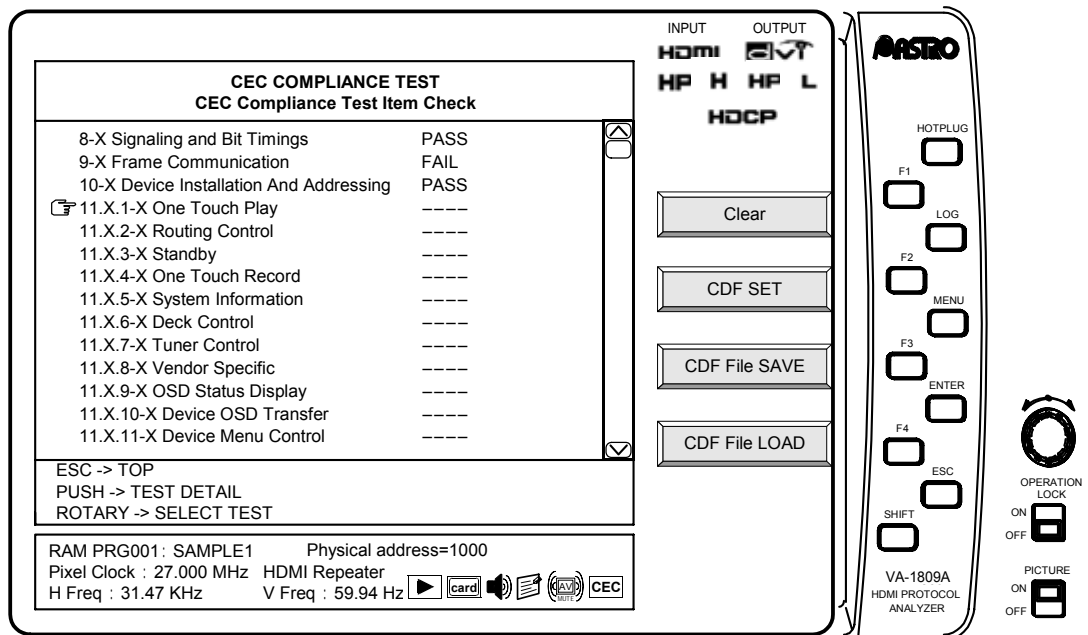 CEC COMPLIANCE TEST
CEC Compliance Test Item Check
8-X Signaling and Bit Timings PASS
9-X Frame Communication FAIL
10-X Device Installation And Addressing PASS
11.X.1-X One Touch Play ––––
11.X.2-X Routing Control ––––
11.X.3-X Standby ––––
11.X.4-X One Touch Record ––––
11.X.5-X System Information ––––
11.X.6-X Deck Control ––––
11.X.7-X Tuner Control ––––
11.X.8-X Vendor Specific ––––
11.X.9-X OSD Status Display ––––
11.X.10-X Device OSD Transfer ––––
11.X.11-X Device Menu Control ––––
ESC -> TOP
PUSH -> TEST DETAIL
ROTARY -> SELECT TEST
RAM PRG001 : SAMPLE1 Physical address=1000
Pixel Clock : 27.000 MHz HDMI Repeater
H Freq : 31.47 KHz V Freq : 59.94 Hz
card
AV
MUTE
CEC
INPUT OUTPUT
HDMI
HP H HP L
HDCP
Clear
CDF SET
CDF File SAVE
CDF File LOAD
ASTRO
HOTPLUG
F1
LOG
F2
MENU
F3
ENTER
F4
ESC
SHIFT
VA-1809A
HDMI PROTOCOL
ANALYZER
OPERATION
LOCK
ON
OFF
PICTURE
ON
OFF